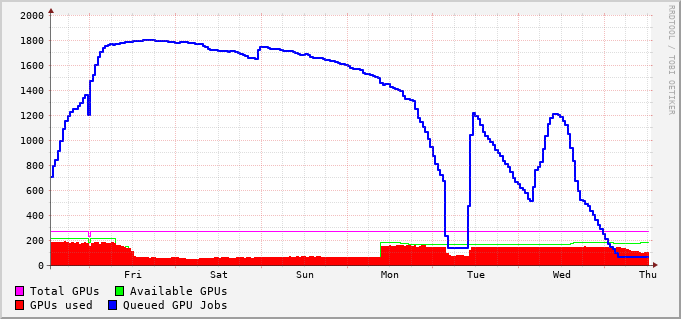 2000
1800
1600
1400
1200
1000
800
600
400
200
0
Fri Sat Sun Mon Tue Wed Thu
Total GPUs Available GPUs
GPUs used Queued GPU Jobs
RRDTOOL / TOBI OETIKER